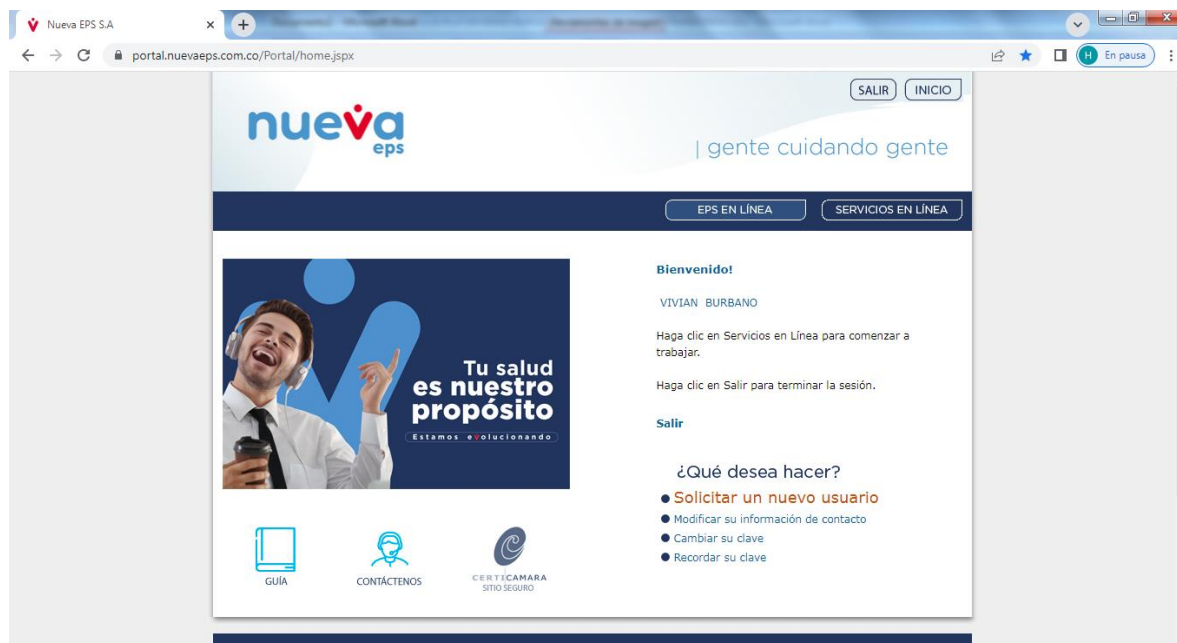 Nueva EPS S.A
portal.nuevaeps.com.co/Portal/home.jspx
H
En pausa
SALIR
INICIO
nueva
eps
| gente cuidando gente
EPS EN LÍNEA
SERVICIOS EN LÍNEA
Tu salud
es nuestro
propósito
Estamos evolucionando
Bienvenido!
VIVIAN BURBANO
Haga clic en Servicios en Línea para comenzar a
trabajar.
Haga clic en Salir para terminar la sesión.
Salir
¿Qué desea hacer?
Solicitar un nuevo usuario
Modificar su información de contacto
Cambiar su clave
Recordar su clave
GUÍA
CONTÁCTENOS
CERTICAMARA
SITIO SEGURO